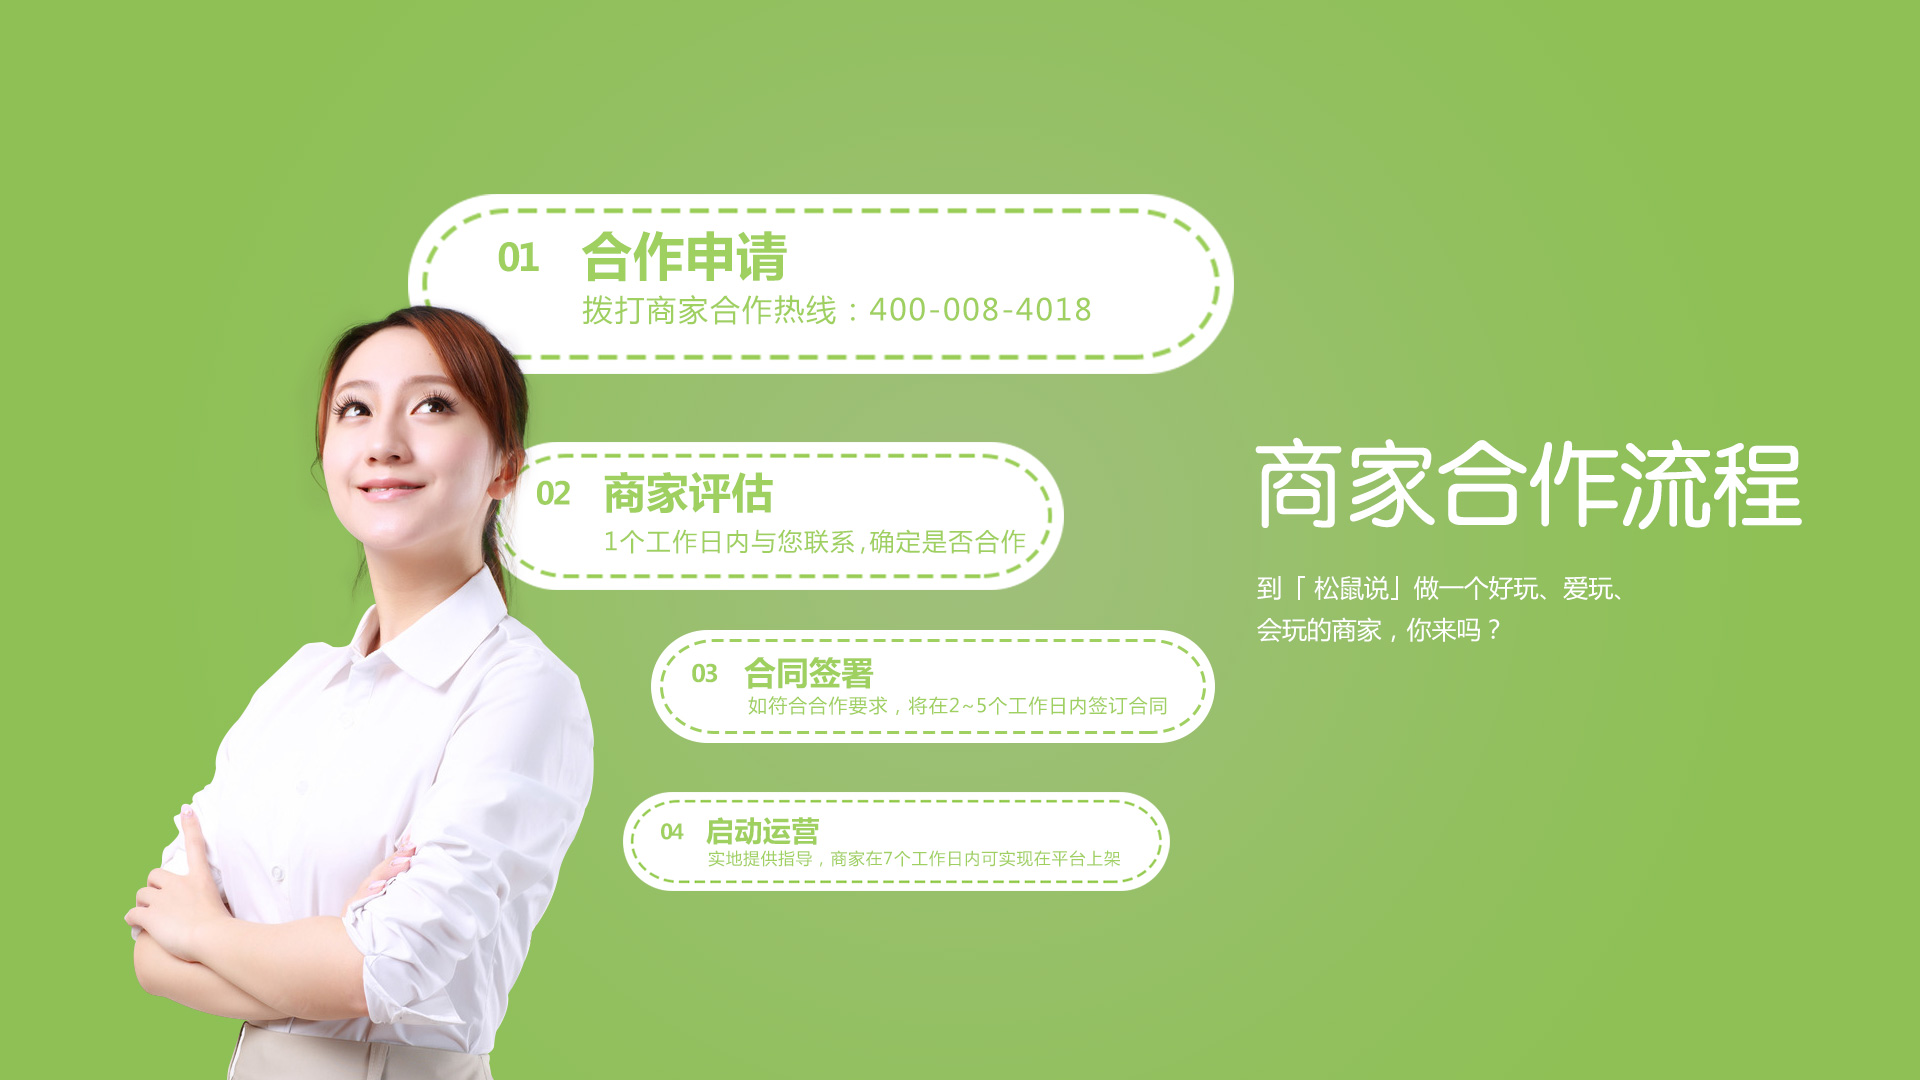 01 合作申请
拨打商家合作热线：400-008-4018
02 商家评估
1个工作日内与您联系,确定是否合作
03 合同签署
如符合合作要求，将在2~5个工作日内签订合同
04 启动运营
实地提供指导，商家在7个工作日内可实现在平台上架
商家合作流程
到「 松鼠说」做一个好玩、爱玩、
会玩的商家，你来吗？